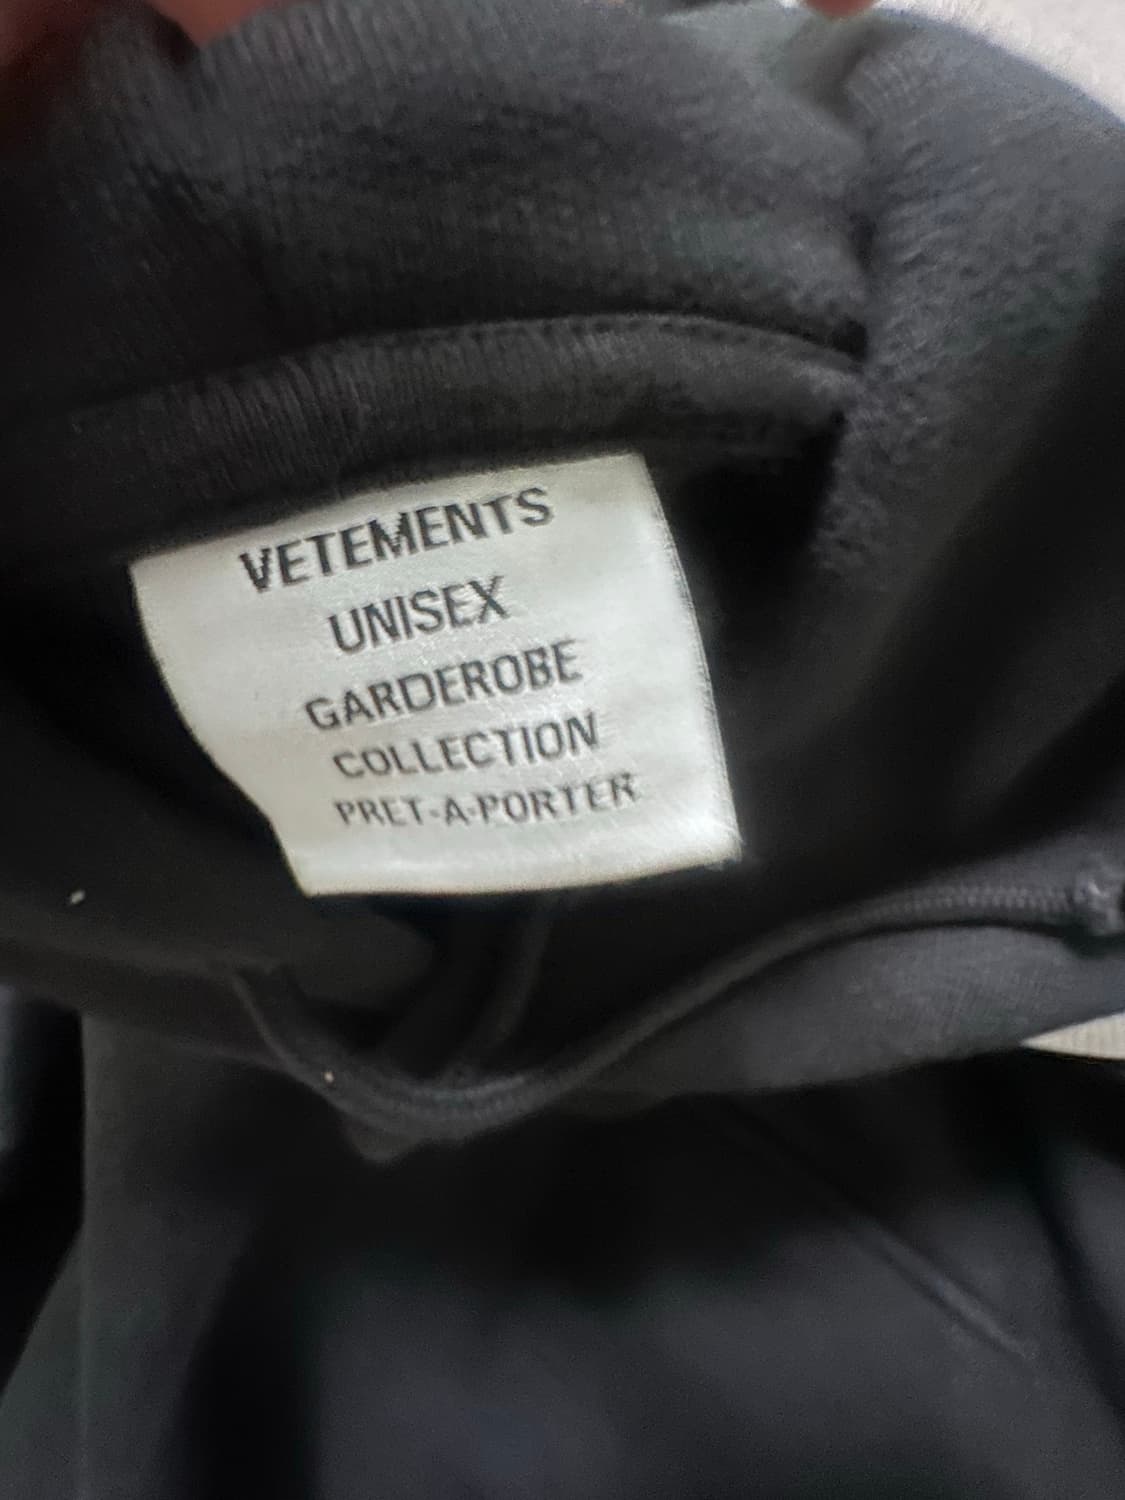 VETEMENTS
UNISEX
GARDEROBE
COLLECTION
PRET-A-PORTER